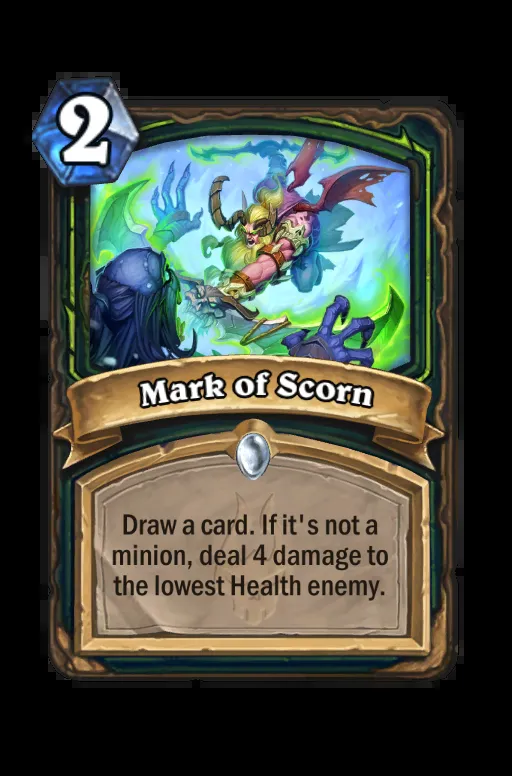 2
Mark of Scorn
Draw a card. If it's not a
minion, deal 4 damage to
the lowest Health enemy.